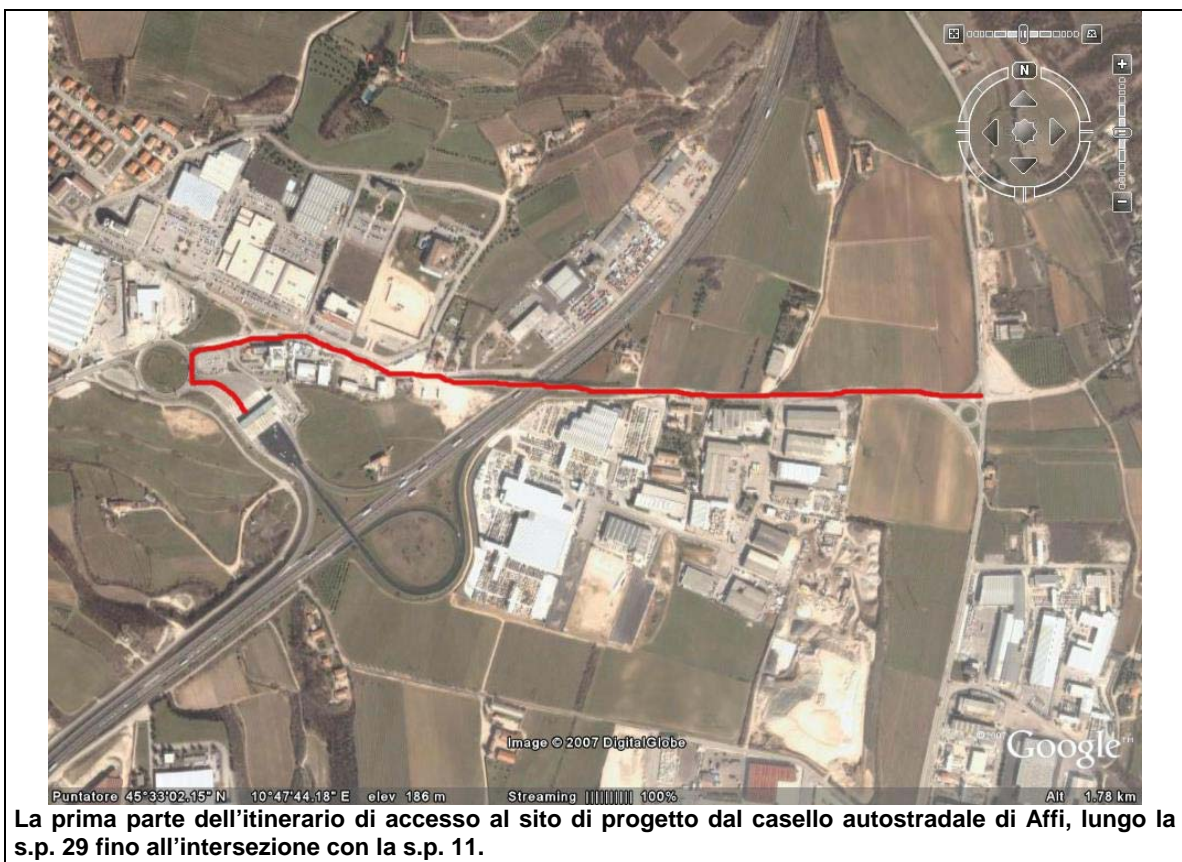 N
Image © 2007 DigitalGlobe
© 2007
Google™
Puntatore 45°33'02.15" N 10°47'44.18" E elev 186 m Streaming 100% Alt 1.78 km
La prima parte dell'itinerario di accesso al sito di progetto dal casello autostradale di Affi, lungo la
s.p. 29 fino all'intersezione con la s.p. 11.